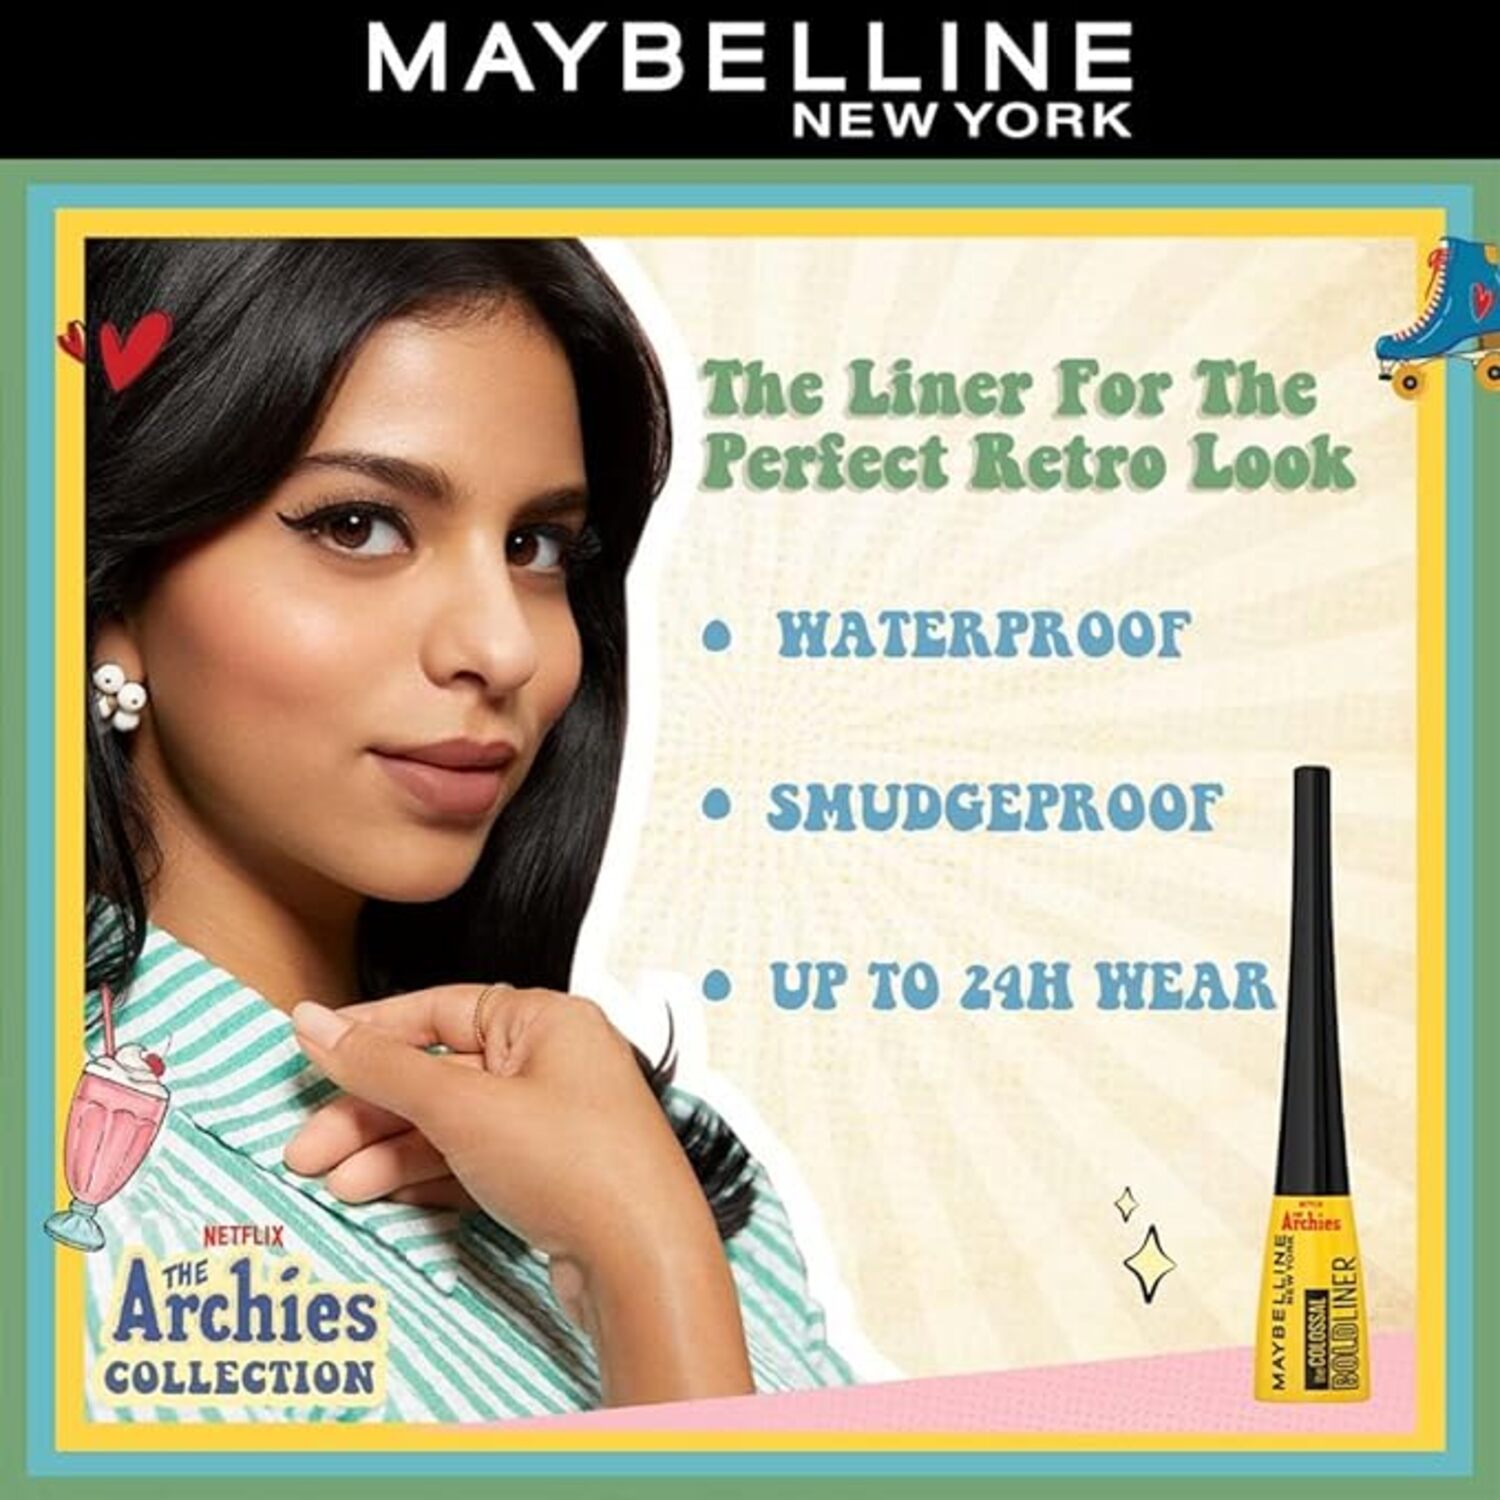 MAYBELLINE
NEW YORK
The Liner For The
Perfect Retro Look
• WATERPROOF
• SMUDGEPROOF
• UP TO 24H WEAR
NETFLIX
THE
Archies
COLLECTION
NETFLIX
THE
Archies
MAYBELLINE
NEW YORK
THE COLOSSAL
BOLD LINER